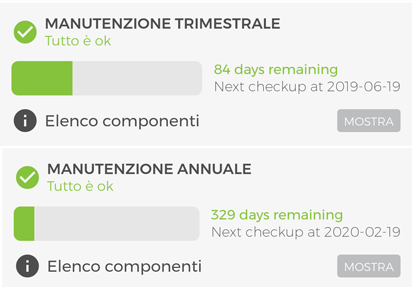 MANUTENZIONE TRIMESTRALE
Tutto è ok
84 days remaining
Next checkup at 2019-06-19
Elenco componenti
MOSTRA
MANUTENZIONE ANNUALE
Tutto è ok
329 days remaining
Next checkup at 2020-02-19
Elenco componenti
MOSTRA